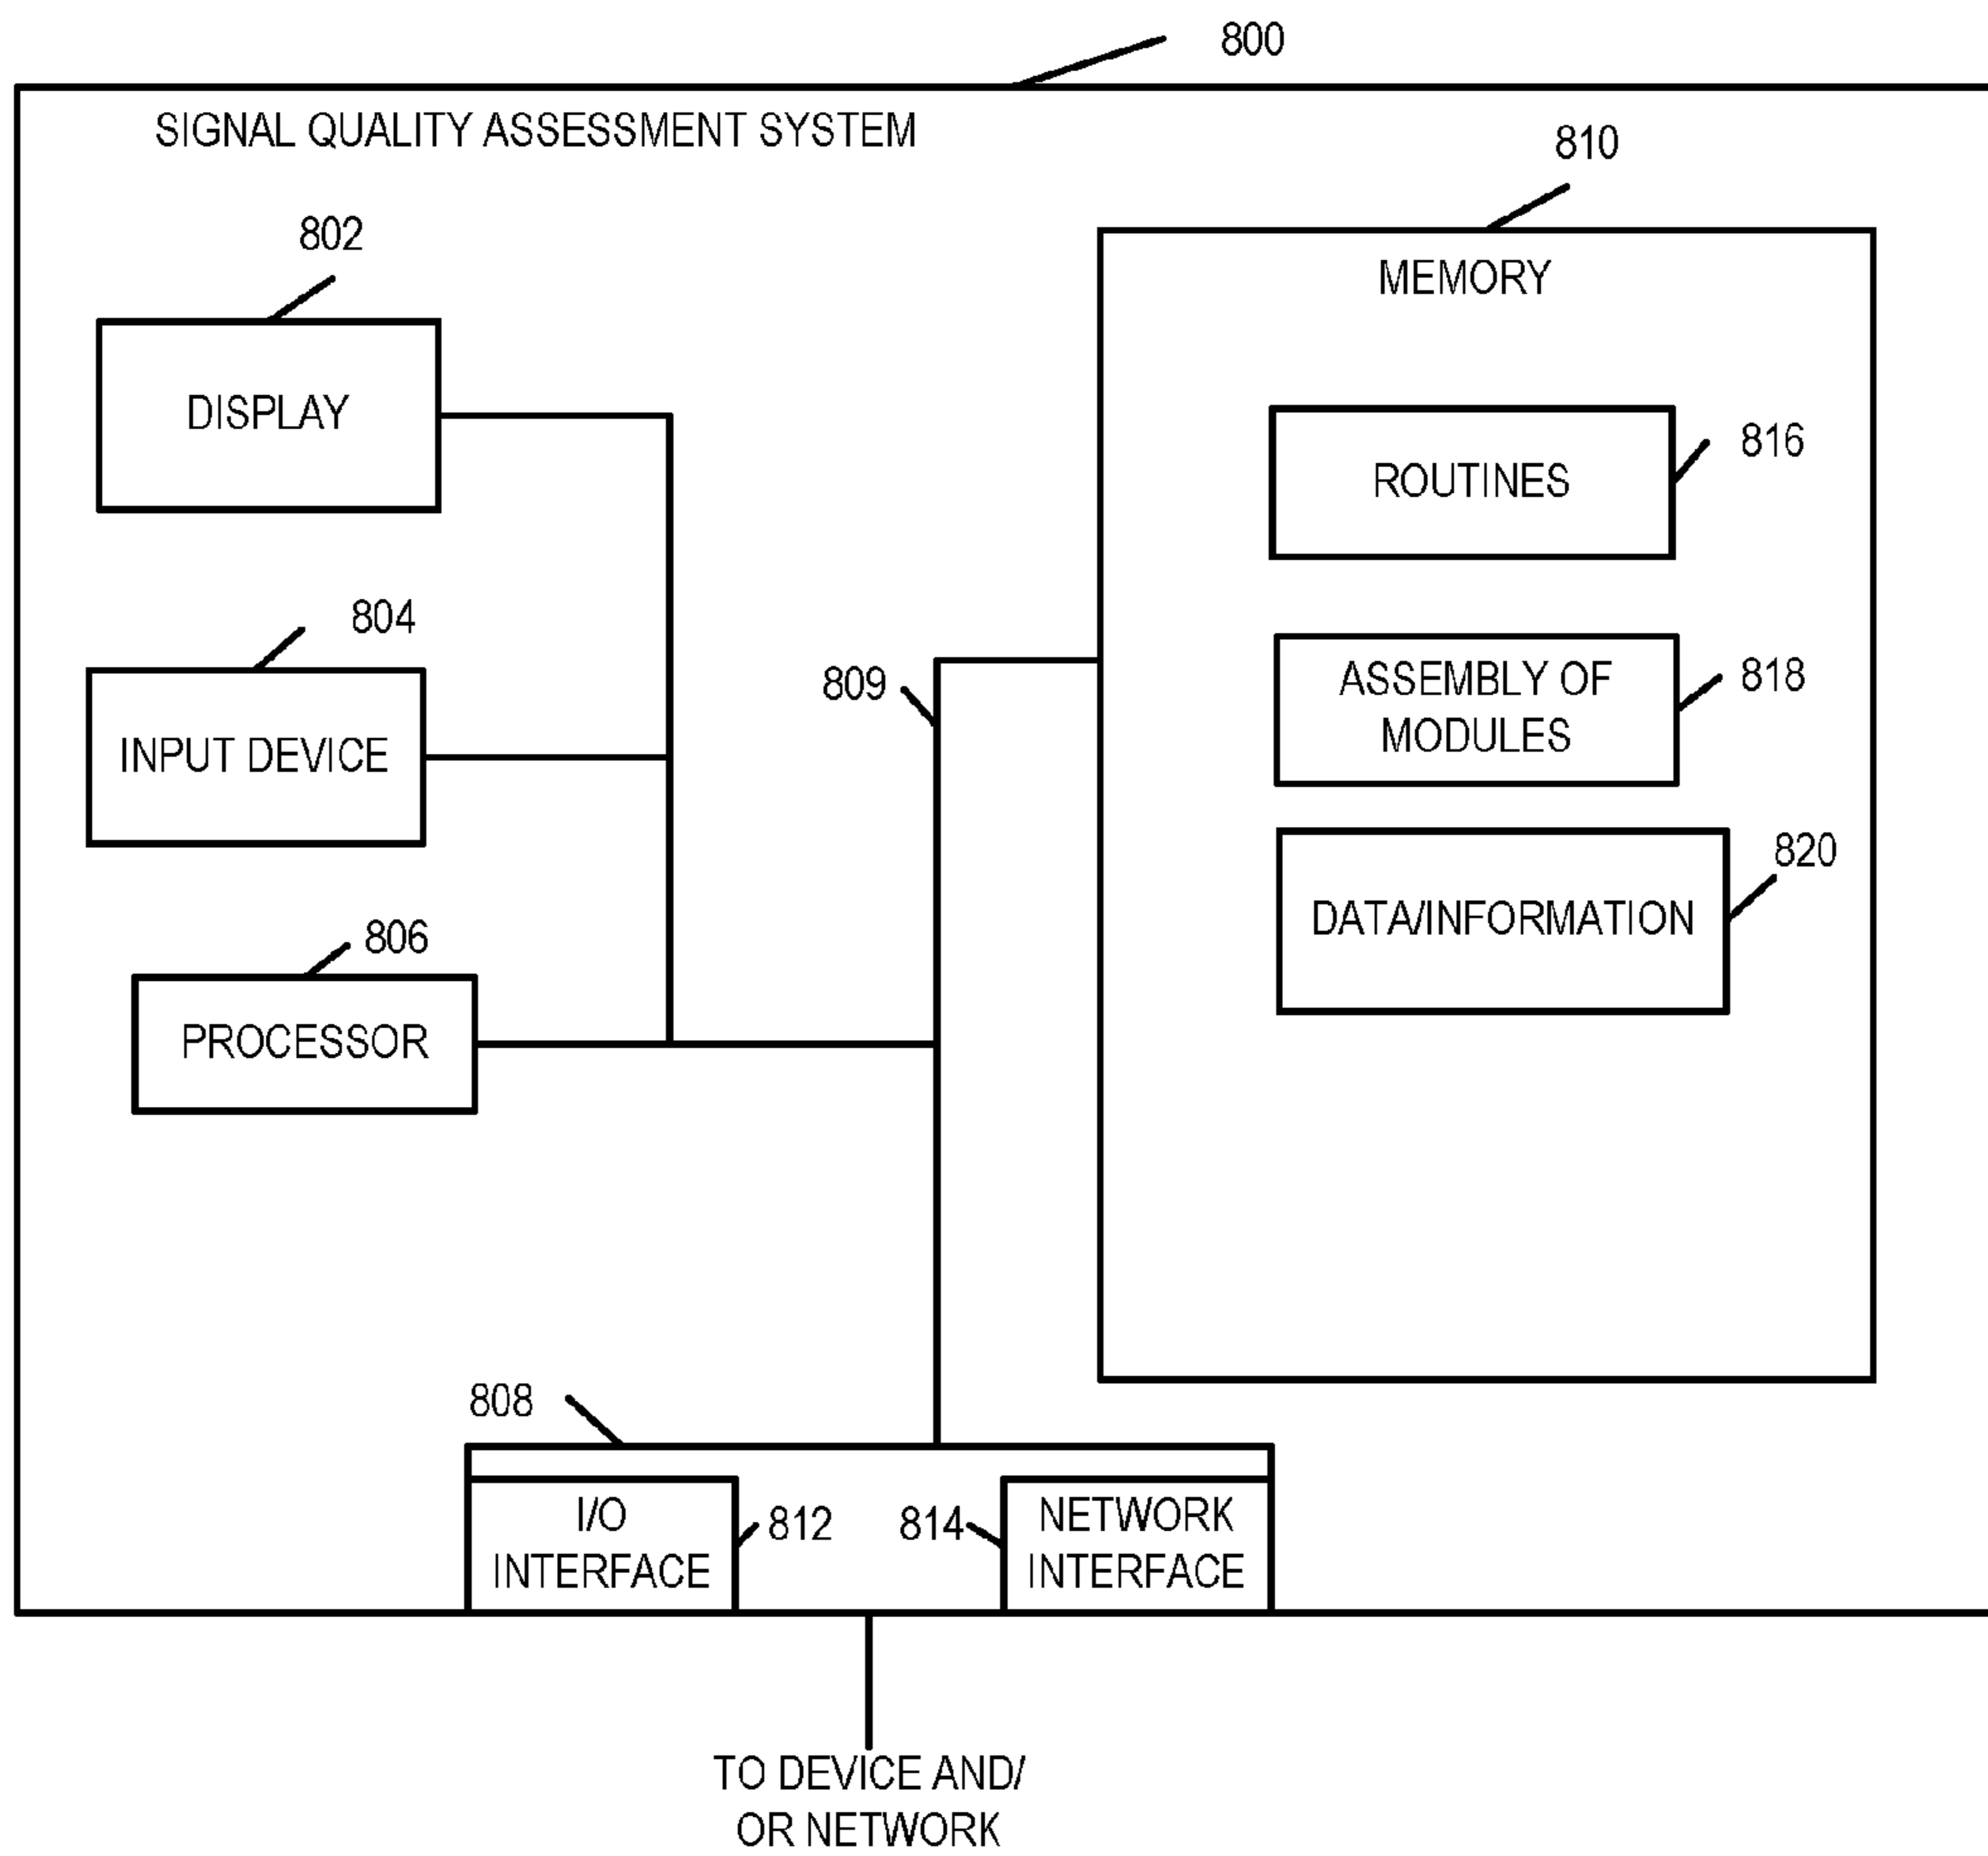 800
SIGNAL QUALITY ASSESSMENT SYSTEM
810
802
MEMORY
DISPLAY
816
ROUTINES
804
809
ASSEMBLY OF
MODULES
818
INPUT DEVICE
820
DATA/INFORMATION
806
PROCESSOR
808
I/O
INTERFACE
812
814
NETWORK
INTERFACE
TO DEVICE AND/
OR NETWORK